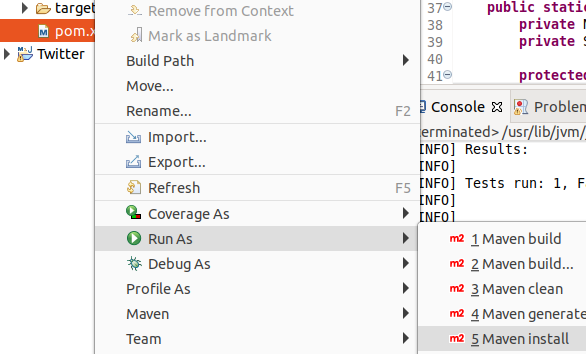 target
pom.x
Twitter
Remove from Context
Mark as Landmark
Build Path
Move...
Rename... F2
Import...
Export...
Refresh F5
Coverage As
Run As
Debug As
Profile As
Maven
Team
37 public static
38 private
39 private S
40
41 protected
Console Problem
erminated> /usr/lib/jvm/
INFO] Results:
INFO]
INFO] Tests run: 1, F
INFO]
INFO]
m2 1 Maven build
m2 2 Maven build...
m2 3 Maven clean
m2 4 Maven generate
m2 5 Maven install